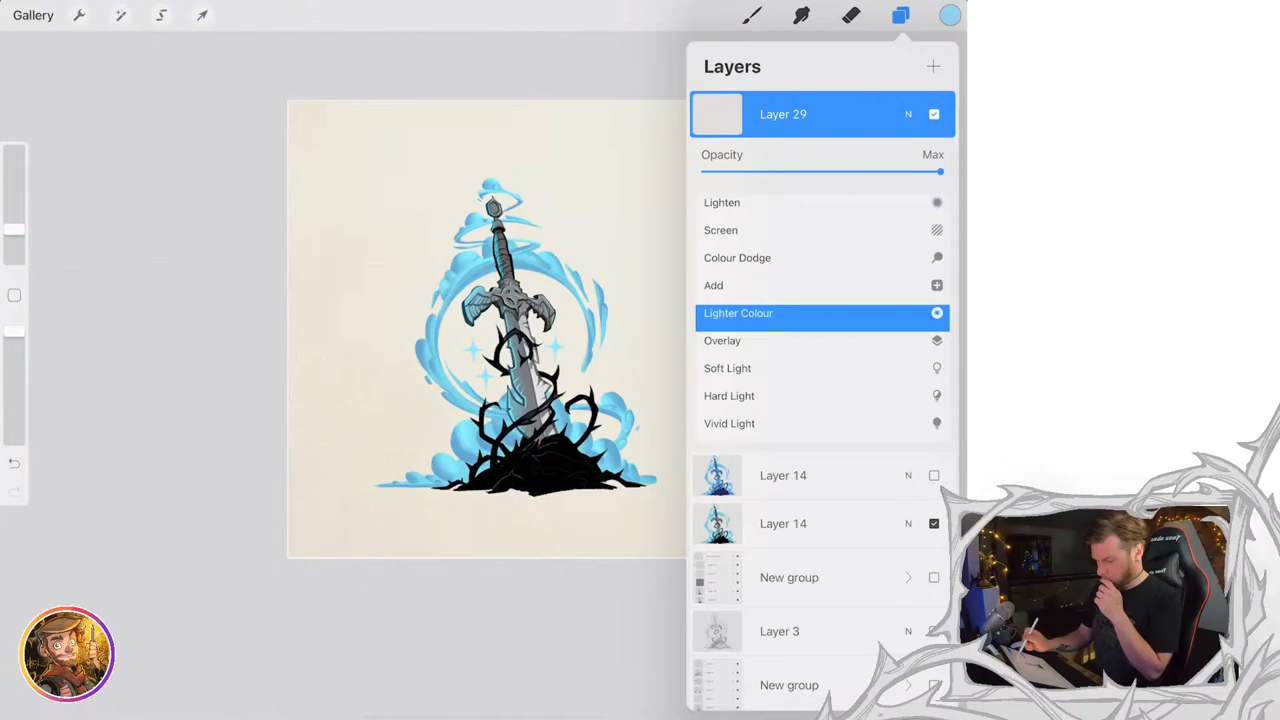 Gallery
Layers
Layer 29 N
Opacity Max
Lighten
Screen
Colour Dodge
Add
Lighter Colour
Overlay
Soft Light
Hard Light
Vivid Light
Layer 14 N
Layer 14 N
New group
Layer 3 N
New group